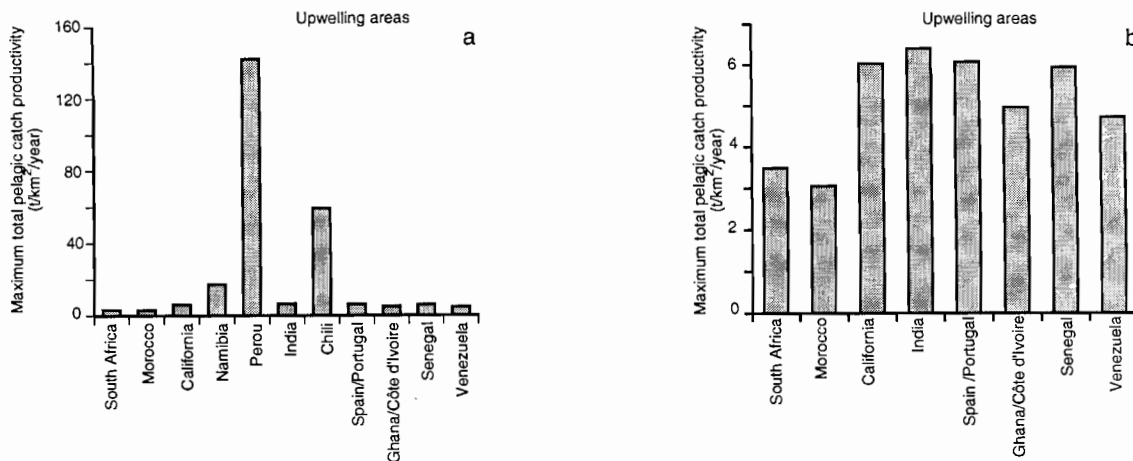 Upwelling areas
a
Maximum total pelagic catch productivity
(t/km²/year)
160
120
80
40
0
South Africa
Morocco
California
Namibia
Perou
India
Chili
Spain/Portugal
Ghana/Côte d'Ivoire
Senegal
Venezuela
Upwelling areas
b
Maximum total pelagic catch productivity
(t/km²/year)
6
4
2
0
South Africa
Morocco
California
India
Spain /Portugal
Ghana/Côte d'Ivoire
Senegal
Venezuela